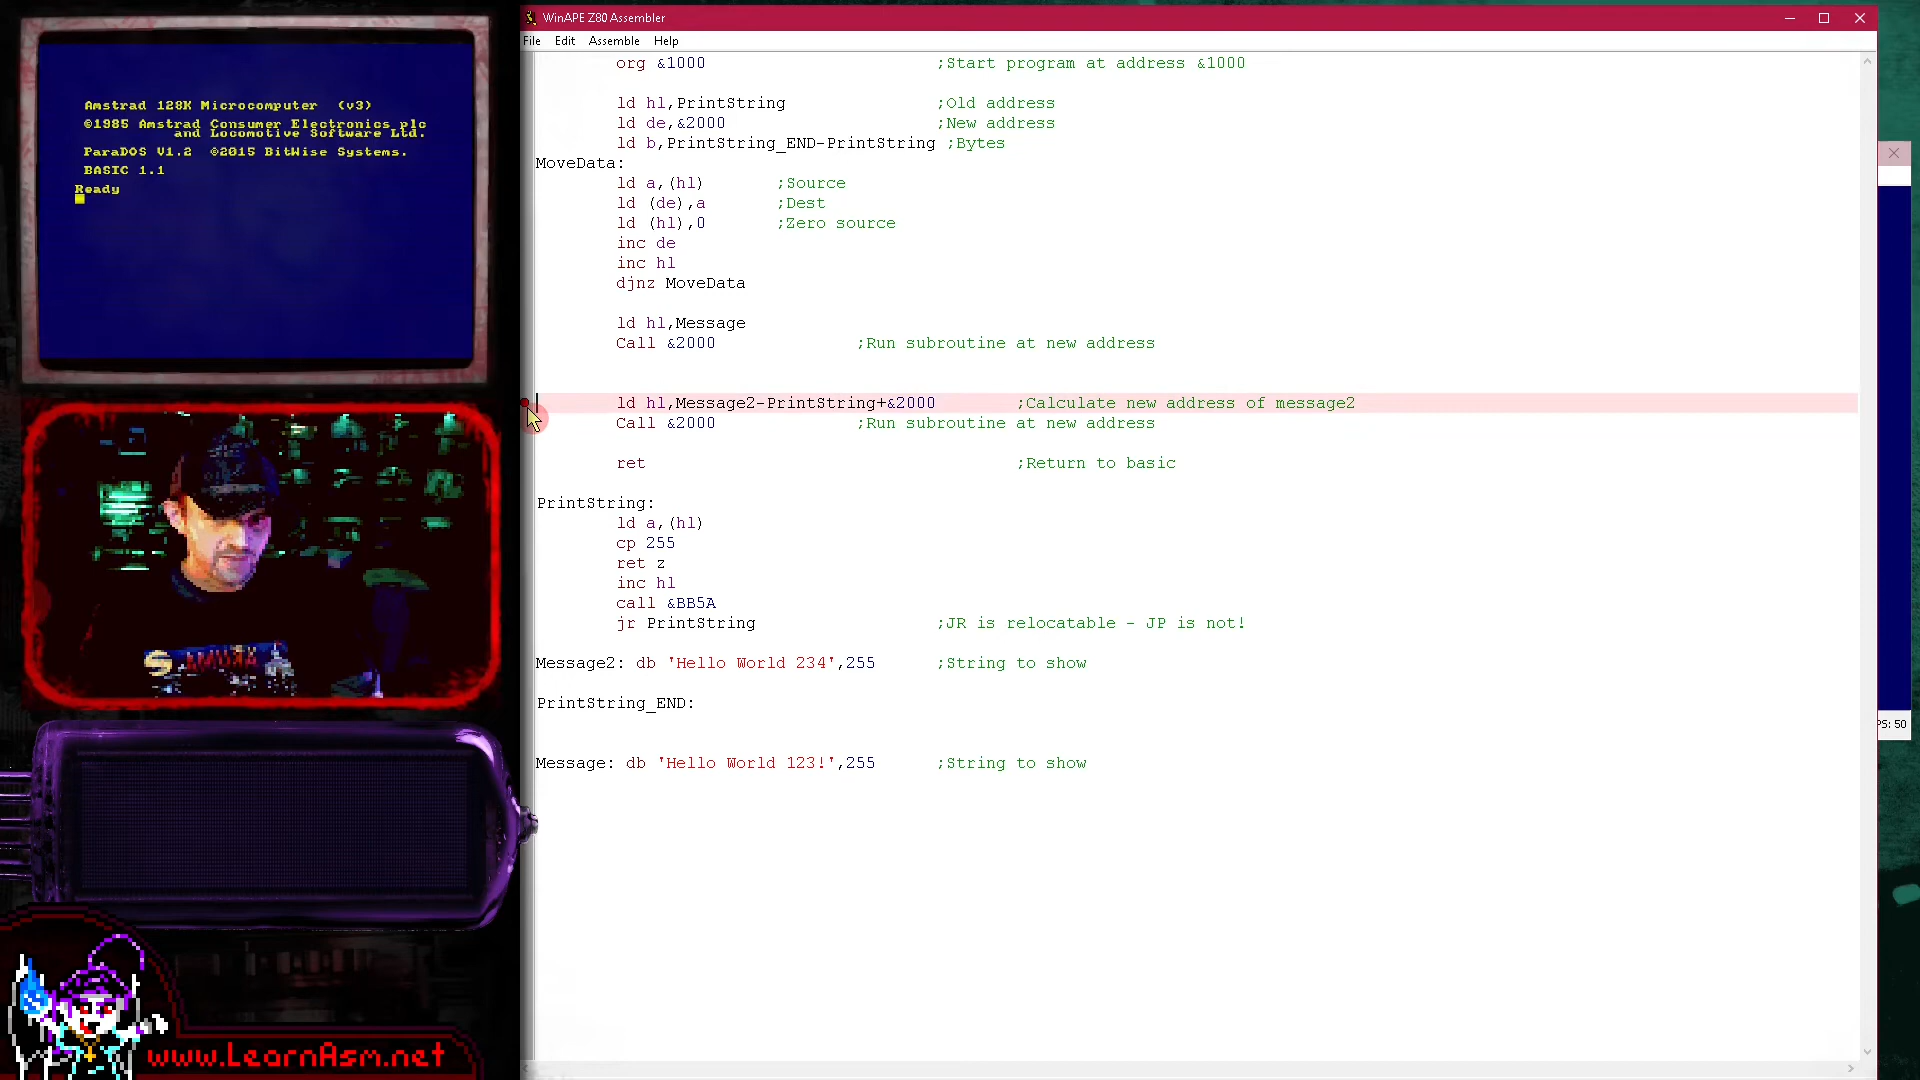 WinAPE Z80 Assembler
File Edit Assemble Help
org &1000 ;Start program at address &1000
ld hl,PrintString ;Old address
ld de,&2000 ;New address
ld b,PrintString_END-PrintString ;Bytes
MoveData:
ld a,(hl) ;Source
ld (de),a ;Dest
ld (hl),0 ;Zero source
inc de
inc hl
djnz MoveData
ld hl,Message
Call &2000 ;Run subroutine at new address
ld hl,Message2-PrintString+&2000 ;Calculate new address of message2
Call &2000 ;Run subroutine at new address
ret ;Return to basic
PrintString:
ld a,(hl)
cp 255
ret z
inc hl
call &BB5A
jr PrintString ;JR is relocatable - JP is not!
Message2: db 'Hello World 234',255 ;String to show
PrintString_END:
Message: db 'Hello World 123!',255 ;String to show
Amstrad 128K Microcomputer (v3)
©1985 Amstrad Consumer Electronics plc
and Locomotive Software Ltd.
ParaDOS V1.2 ©2015 BitWise Systems.
BASIC 1.1
Ready
PS: 50
www.LearnAsm.net